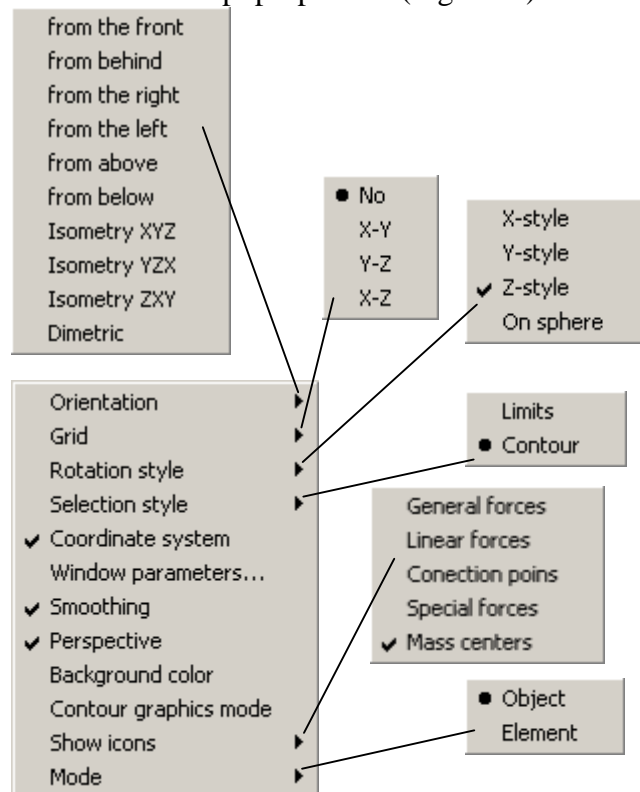 from the front
from behind
from the right
from the left
from above
from below
Isometry XYZ
Isometry YZX
Isometry ZXY
Dimetric
No
X-Y
Y-Z
X-Z
X-style
Y-style
Z-style
On sphere
Orientation
Grid
Rotation style
Selection style
Coordinate system
Window parameters...
Smoothing
Perspective
Background color
Contour graphics mode
Show icons
Mode
Limits
Contour
General forces
Linear forces
Conection poins
Special forces
Mass centers
Object
Element